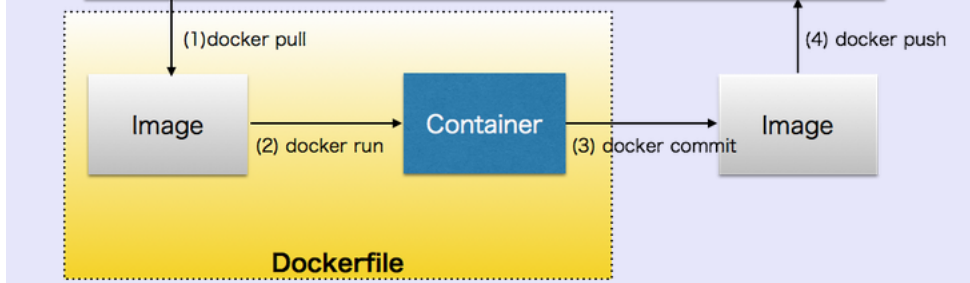 (1)docker pull
(4) docker push
Image
Container
Image
(2) docker run
(3) docker commit
Dockerfile